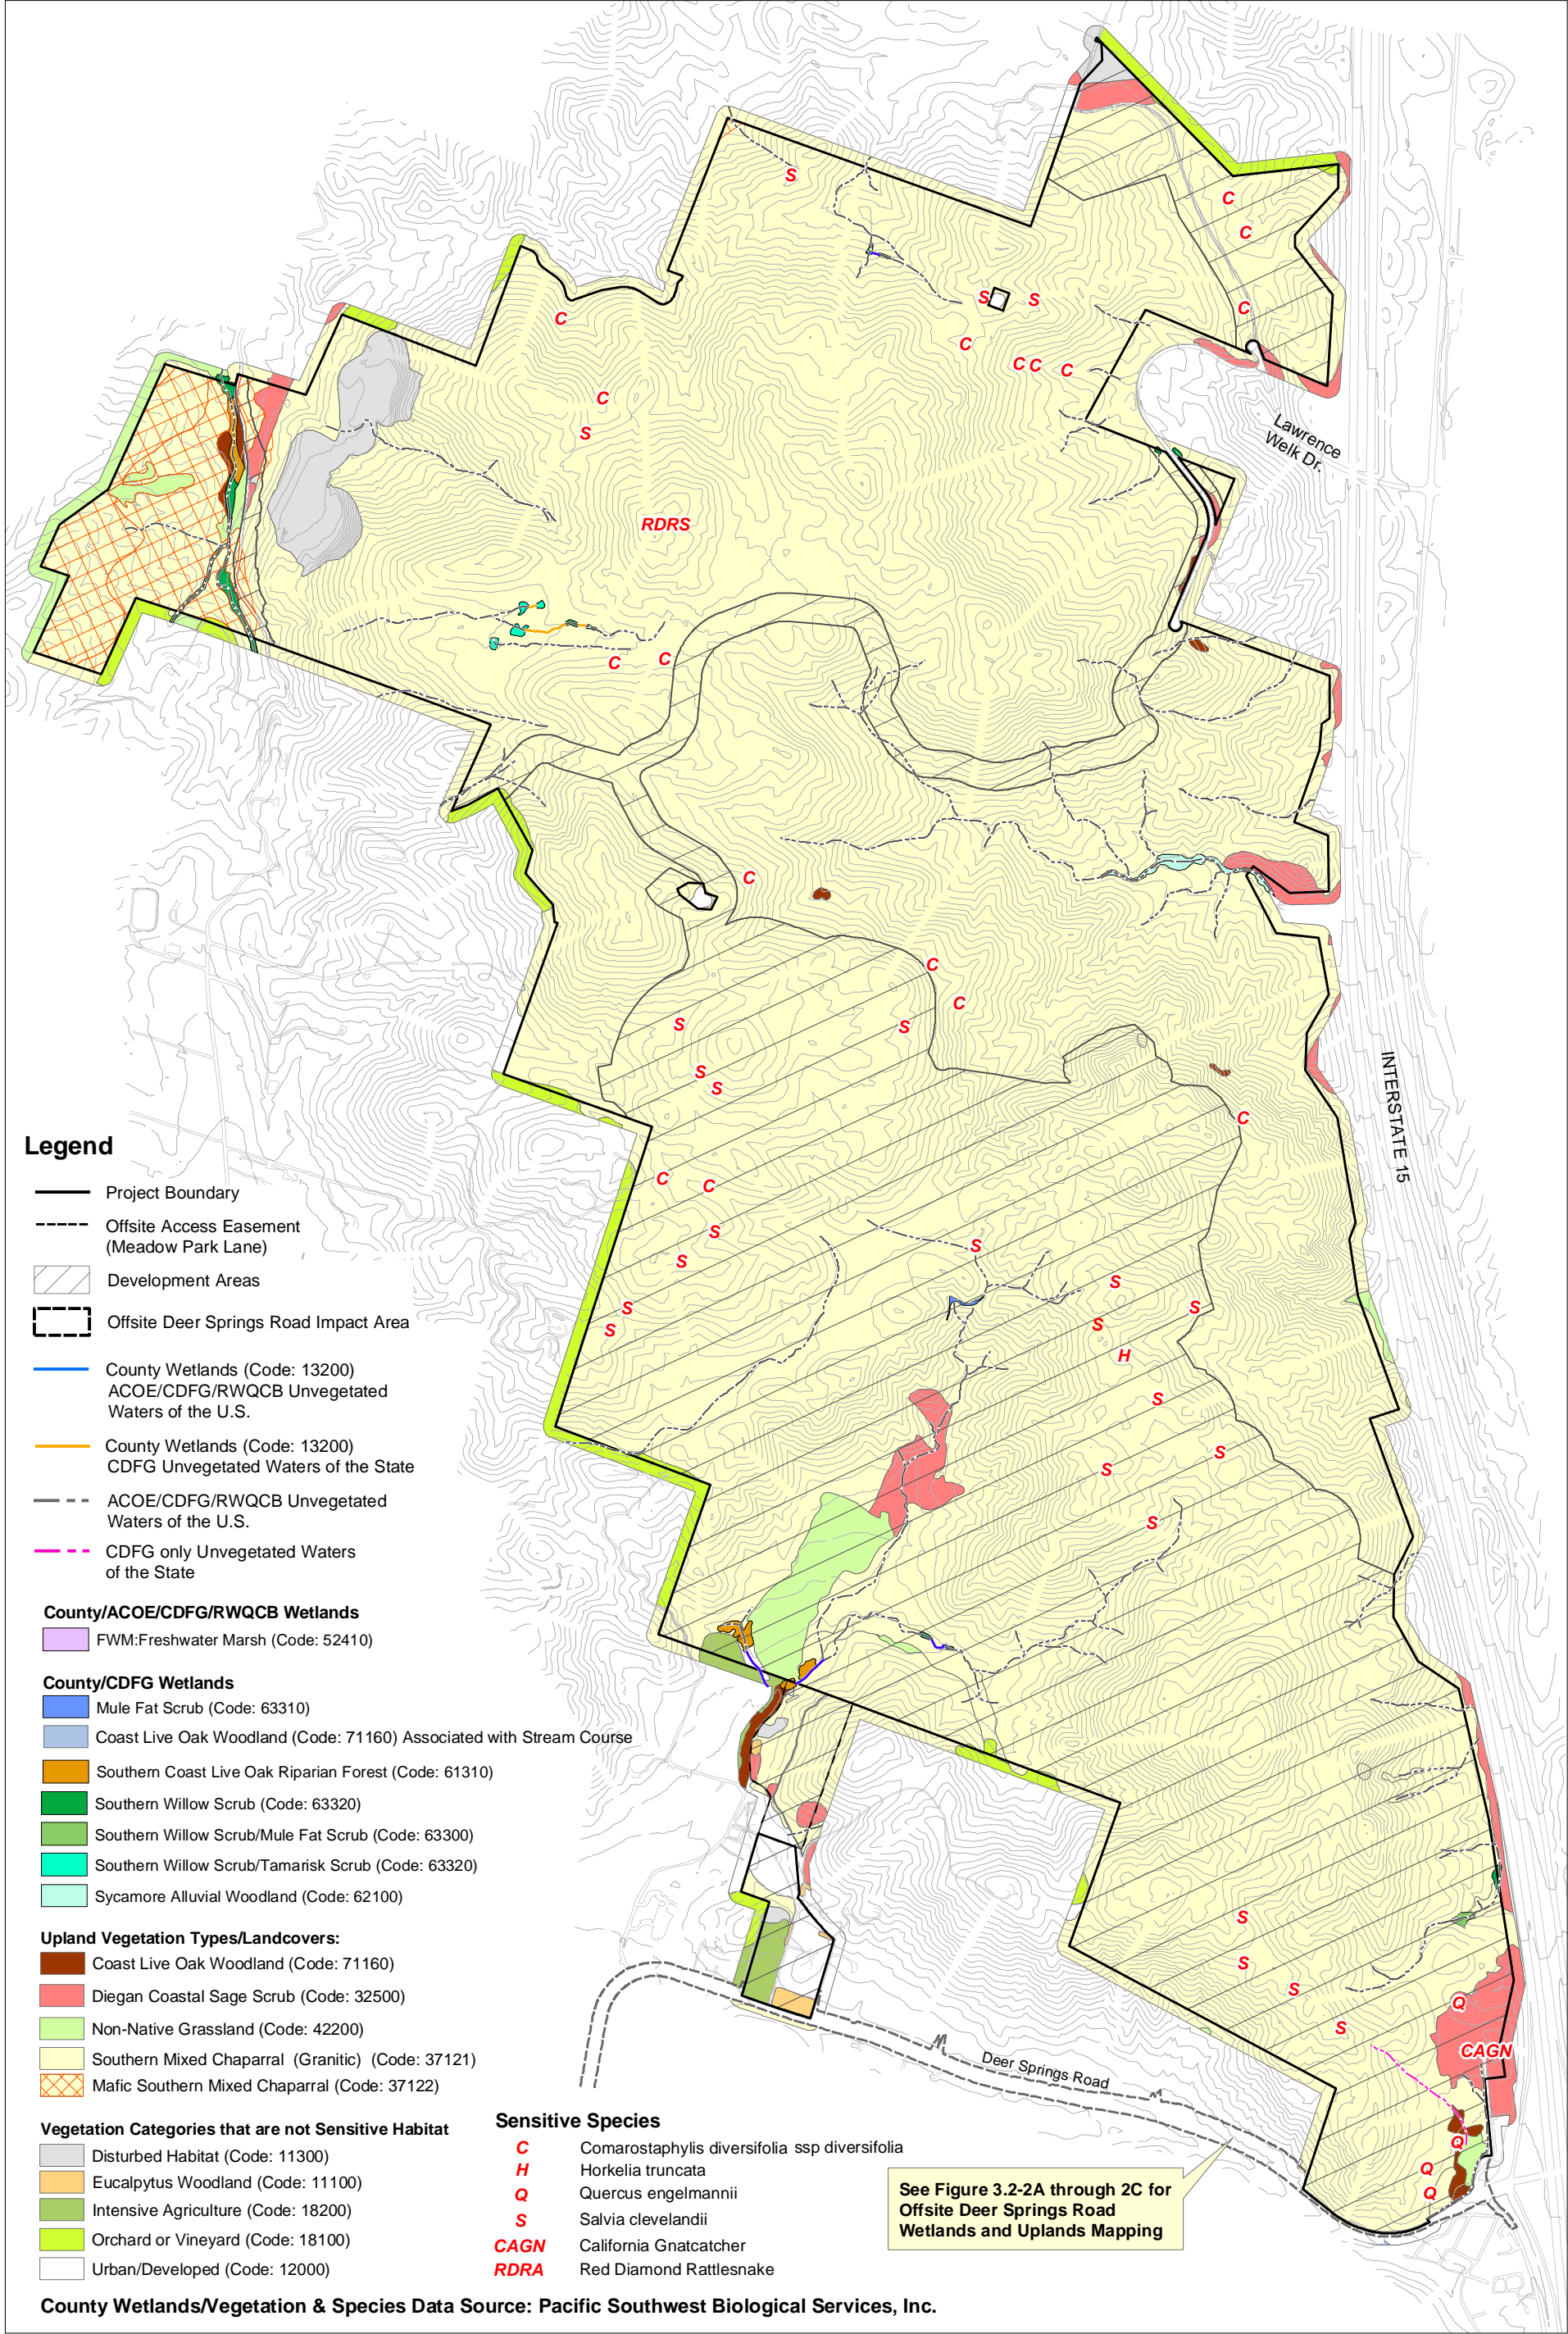 S
C
C
S
S
C
C
C
C
C
C
C
S
Lawrence
Welk Dr.
RDRS
C
C
C
C
C
S
S
S
S
INTERSTATE 15
C
C
C
S
S
S
S
S
S
S
S
H
S
S
S
S
Legend
Project Boundary
Offsite Access Easement
(Meadow Park Lane)
Development Areas
Offsite Deer Springs Road Impact Area
County Wetlands (Code: 13200)
ACOE/CDFG/RWQCB Unvegetated
Waters of the U.S.
County Wetlands (Code: 13200)
CDFG Unvegetated Waters of the State
ACOE/CDFG/RWQCB Unvegetated
Waters of the U.S.
CDFG only Unvegetated Waters
of the State
County/ACOE/CDFG/RWQCB Wetlands
FWM:Freshwater Marsh (Code: 52410)
County/CDFG Wetlands
Mule Fat Scrub (Code: 63310)
Coast Live Oak Woodland (Code: 71160) Associated with Stream Course
Southern Coast Live Oak Riparian Forest (Code: 61310)
Southern Willow Scrub (Code: 63320)
Southern Willow Scrub/Mule Fat Scrub (Code: 63300)
Southern Willow Scrub/Tamarisk Scrub (Code: 63320)
Sycamore Alluvial Woodland (Code: 62100)
Upland Vegetation Types/Landcovers:
Coast Live Oak Woodland (Code: 71160)
Diegan Coastal Sage Scrub (Code: 32500)
Non-Native Grassland (Code: 42200)
Southern Mixed Chaparral (Granitic) (Code: 37121)
Mafic Southern Mixed Chaparral (Code: 37122)
Vegetation Categories that are not Sensitive Habitat
Disturbed Habitat (Code: 11300)
Eucalpytus Woodland (Code: 11100)
Intensive Agriculture (Code: 18200)
Orchard or Vineyard (Code: 18100)
Urban/Developed (Code: 12000)
S
S
S
S
Q
CAGN
Q
Q
Q
Deer Springs Road
Sensitive Species
C Comarostaphylis diversifolia ssp diversifolia
H Horkelia truncata
Q Quercus engelmannii
S Salvia clevelandii
CAGN California Gnatcatcher
RDRA Red Diamond Rattlesnake
See Figure 3.2-2A through 2C for
Offsite Deer Springs Road
Wetlands and Uplands Mapping
County Wetlands/Vegetation & Species Data Source: Pacific Southwest Biological Services, Inc.